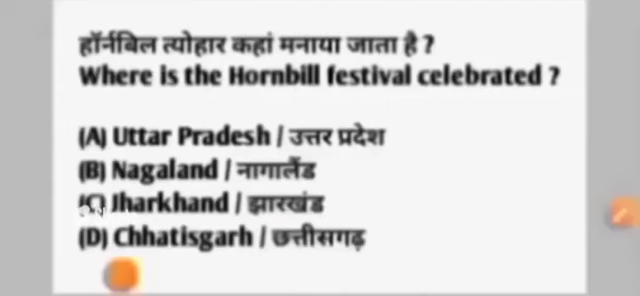 हॉर्नबिल त्योहार कहां मनाया जाता है ?
Where is the Hornbill festival celebrated ?
(A) Uttar Pradesh / उत्तर प्रदेश
(B) Nagaland / नागालैंड
(C) Jharkhand / झारखंड
(D) Chhatisgarh / छत्तीसगढ़